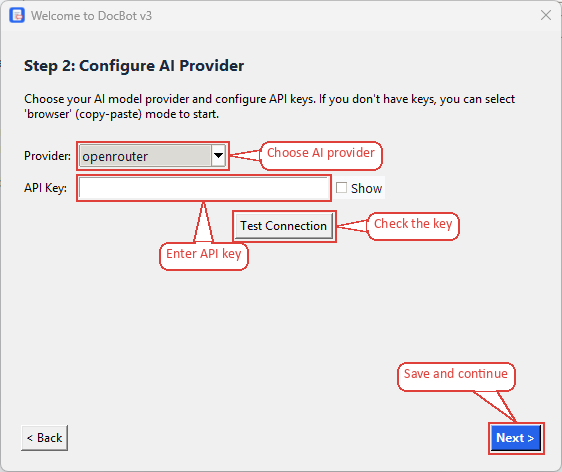 Welcome to DocBot v3
Step 2: Configure AI Provider
Choose your AI model provider and configure API keys. If you don't have keys, you can select
'browser' (copy-paste) mode to start.
Provider: openrouter Choose AI provider
API Key: Show
Test Connection Check the key
Enter API key
Save and continue
< Back Next >